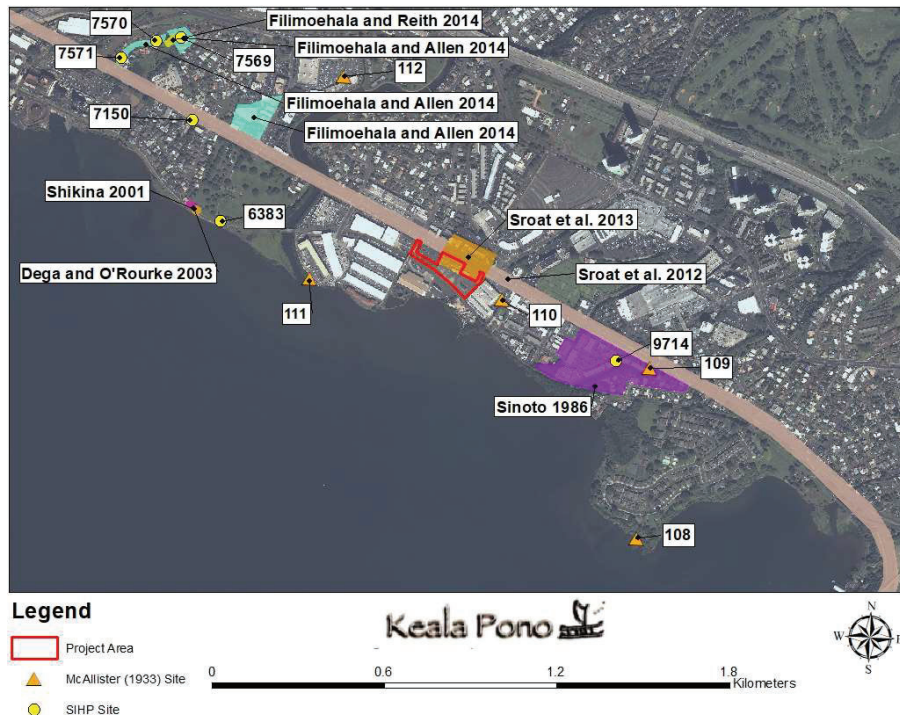 7570
Filimoehala and Reith 2014
Filimoehala and Allen 2014
7571
7569
112
Filimoehala and Allen 2014
7150
Filimoehala and Allen 2014
Shikina 2001
6383
Sroat et al. 2013
Dega and O'Rourke 2003
Sroat et al. 2012
111
110
9714
109
Sinoto 1986
108
Legend
Project Area
McAllister (1933) Site
SIHP Site
Keala Pono
0 0.6 1.2 1.8
Kilometers
N
W E
S